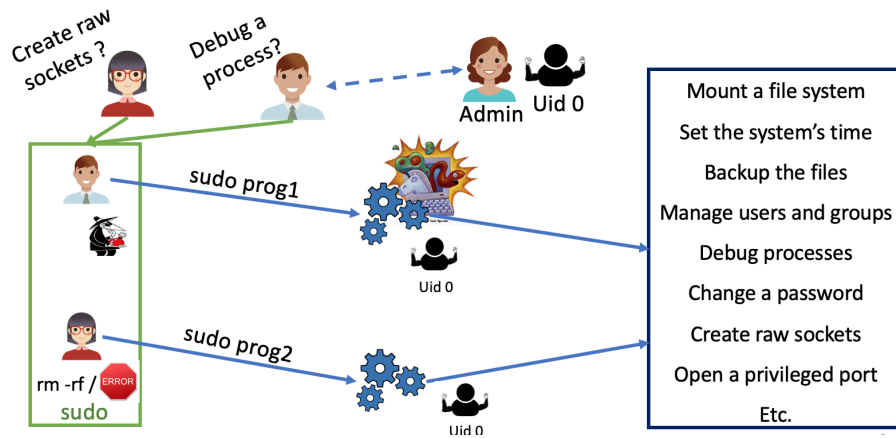 Create raw
sockets ?
Debug a
process?
Admin
Uid 0
sudo prog1
Uid 0
sudo prog2
Uid 0
rm -rf /
ERROR
sudo
Mount a file system
Set the system's time
Backup the files
Manage users and groups
Debug processes
Change a password
Create raw sockets
Open a privileged port
Etc.